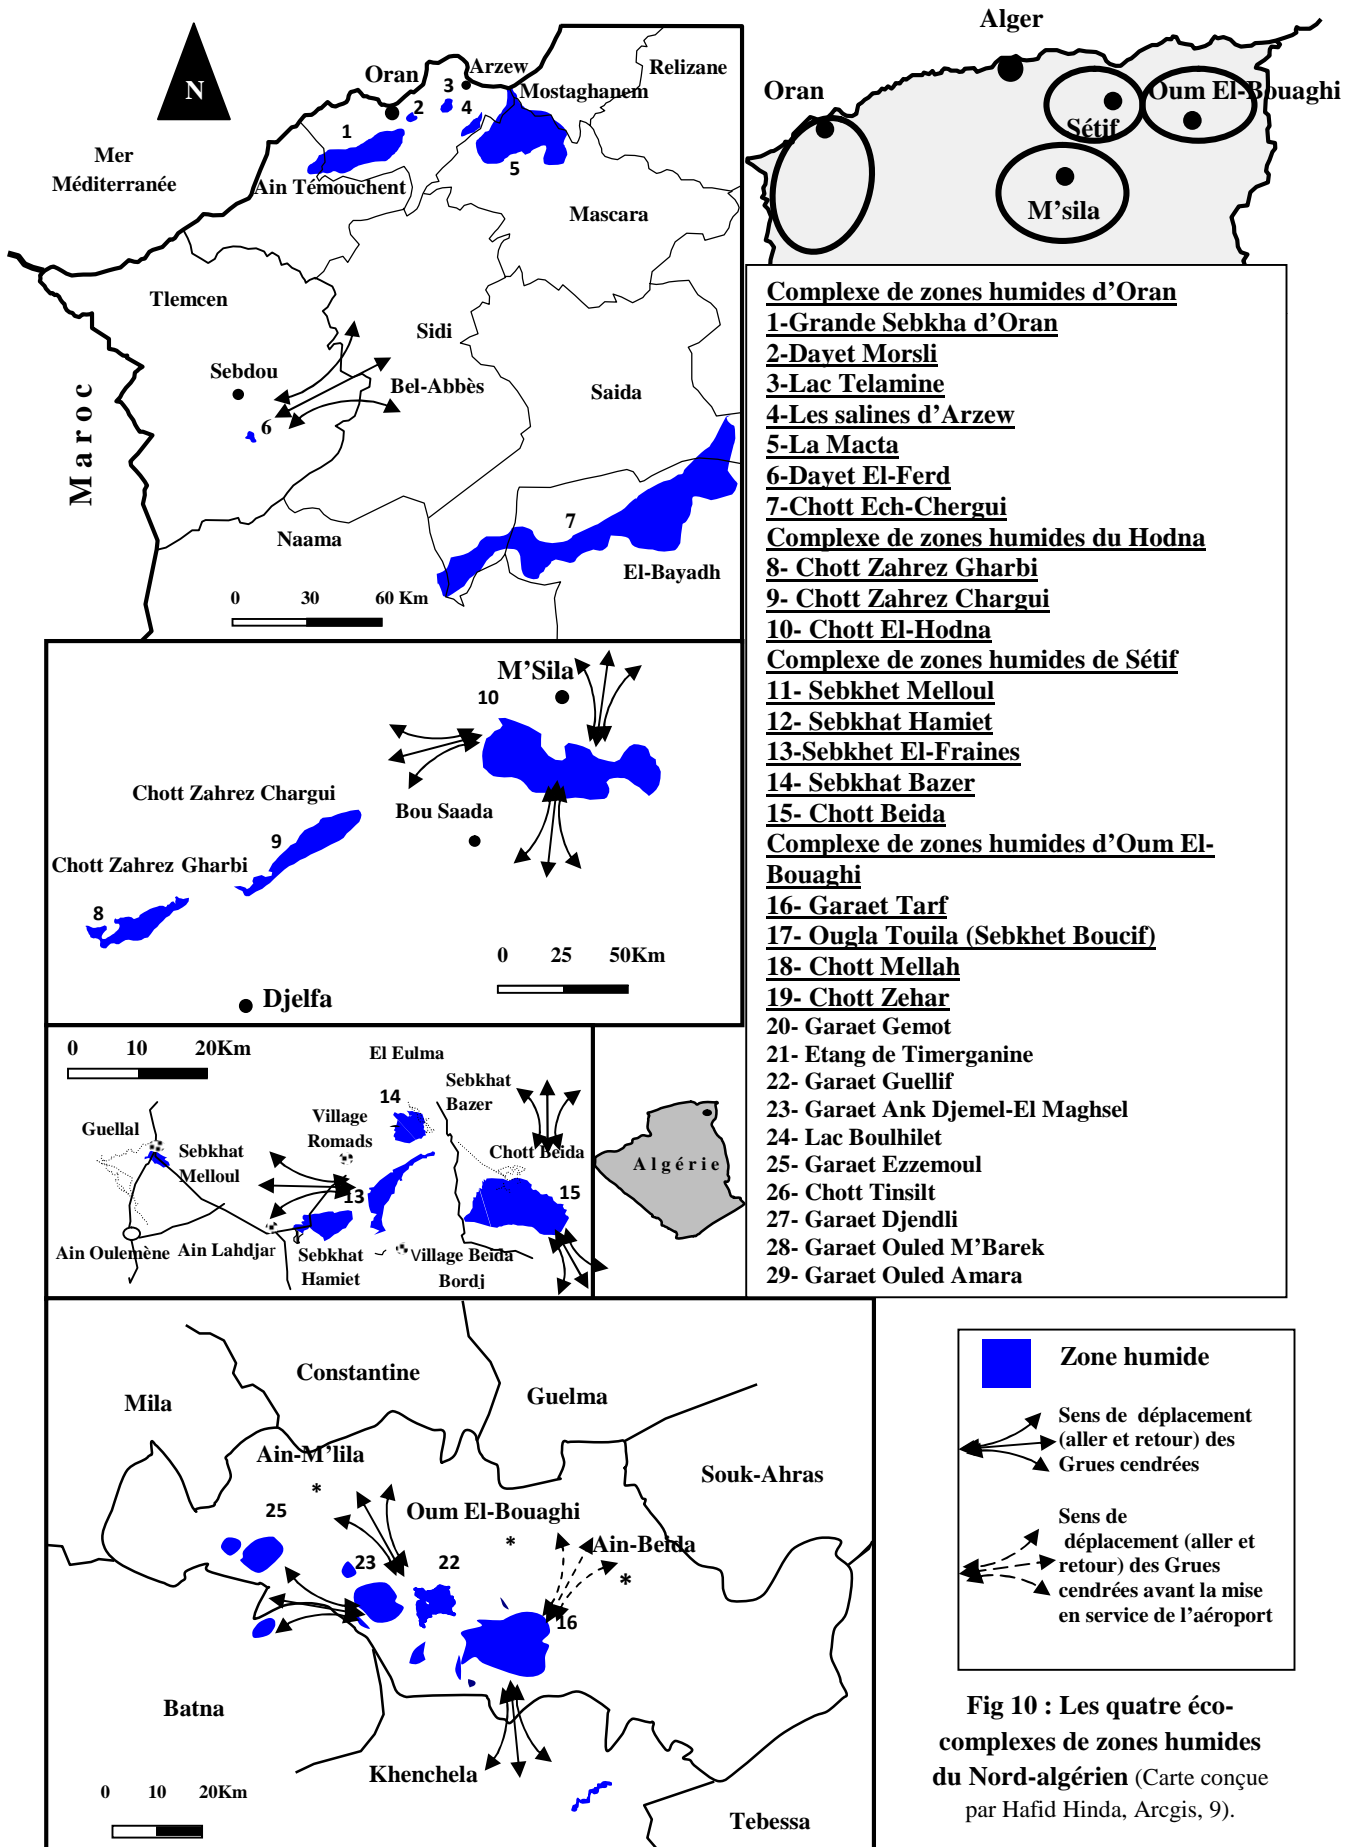 N
Mer
Méditerranée
Oran
Arzew
Mostaghanem
Relizane
1
2
3
4
5
Ain Témouchent
Mascara
Tlemcen
Sidi
Bel-Abbès
Sebdou
6
Saida
Maroc
Naama
7
El-Bayadh
0 30 60 Km
Alger
Oran
Sétif
Oum El-Bouaghi
M'sila
Complexe de zones humides d'Oran
1-Grande Sebkha d'Oran
2-Dayet Morsli
3-Lac Telamine
4-Les salines d'Arzew
5-La Macta
6-Dayet El-Ferd
7-Chott Ech-Chergui
Complexe de zones humides du Hodna
8- Chott Zahrez Gharbi
9- Chott Zahrez Chargui
10- Chott El-Hodna
Complexe de zones humides de Sétif
11- Sebkhet Melloul
12- Sebkhat Hamiet
13-Sebkhet El-Fraines
14- Sebkhat Bazer
15- Chott Beida
Complexe de zones humides d'Oum El-
Bouaghi
16- Garaet Tarf
17- Ougla Touila (Sebkhet Boucif)
18- Chott Mellah
19- Chott Zehar
20- Garaet Gemot
21- Etang de Timerganine
22- Garaet Guellif
23- Garaet Ank Djemel-El Maghsel
24- Lac Boulhilet
25- Garaet Ezzemoul
26- Chott Tinsilt
27- Garaet Djendli
28- Garaet Ouled M'Barek
29- Garaet Ouled Amara
M'Sila
10
Chott Zahrez Chargui
Bou Saada
9
Chott Zahrez Gharbi
8
0 25 50Km
Djelfa
0 10 20Km
El Eulma
Sebkhat
Bazer
14
Village
Romads
Guellal
Sebkhat
Melloul
Chott Beida
13
15
Ain Oulemène
Ain Lahdjar
Sebkhat
Hamiet
Village Beida
Bordj
Algérie
Constantine
Mila
Guelma
Ain-M'lila
*
Souk-Ahras
25
Oum El-Bouaghi
*
Ain-Beida
*
23
22
16
Batna
Khenchela
0 10 20Km
Tebessa
Zone humide
Sens de déplacement
(aller et retour) des
Grues cendrées
Sens de
déplacement (aller et
retour) des Grues
cendrées avant la mise
en service de l'aéroport
Fig 10 : Les quatre éco-
complexes de zones humides
du Nord-algérien (Carte conçue
par Hafid Hinda, Arcgis, 9).